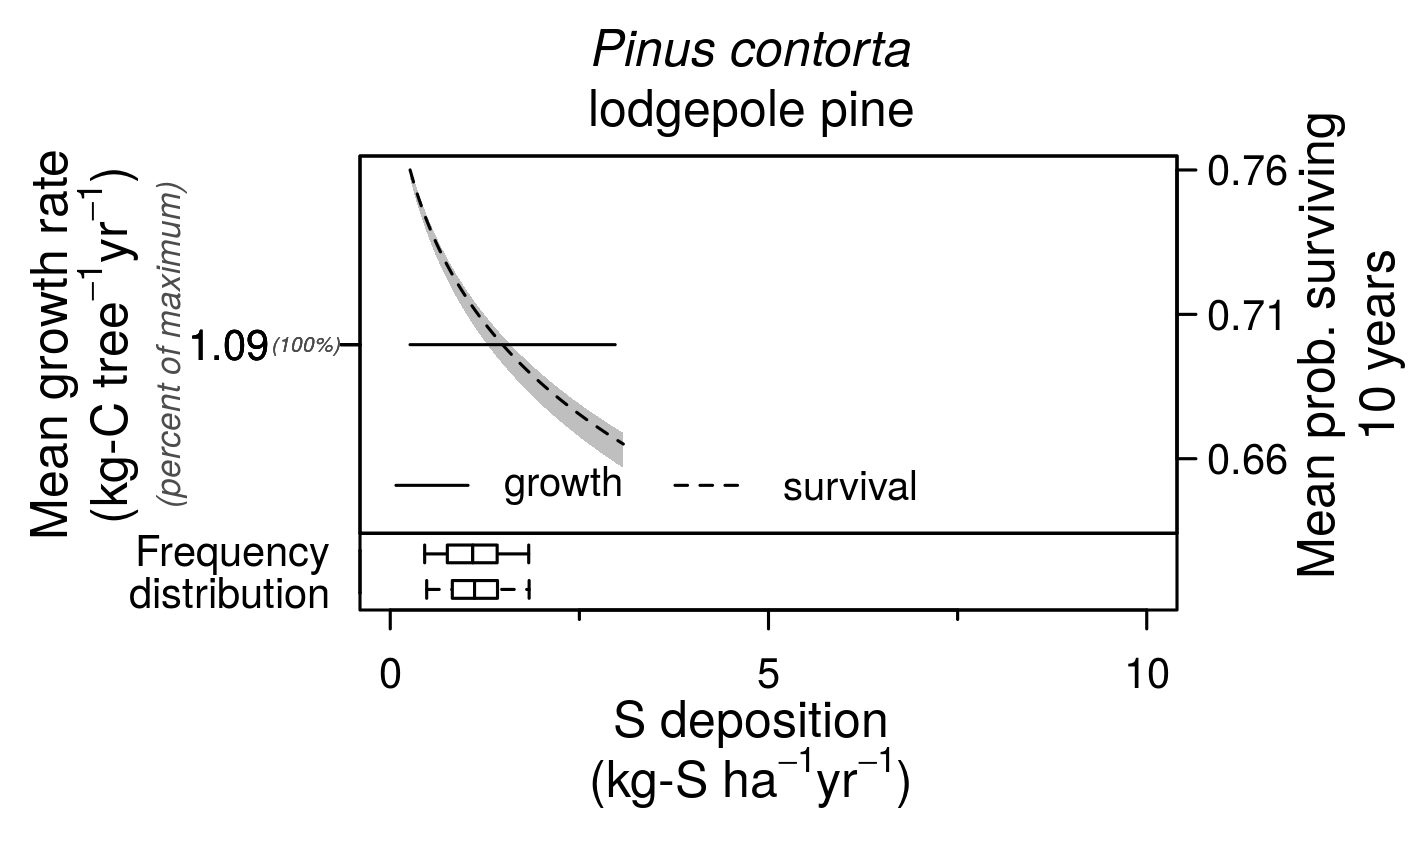 Pinus contorta
lodgepole pine
Mean growth rate
(kg-C tree⁻¹yr⁻¹)
(percent of maximum)
1.09 (100%)
0.76
0.71
0.66
Mean prob. surviving
10 years
growth survival
Frequency
distribution
0 5 10
S deposition
(kg-S ha⁻¹yr⁻¹)